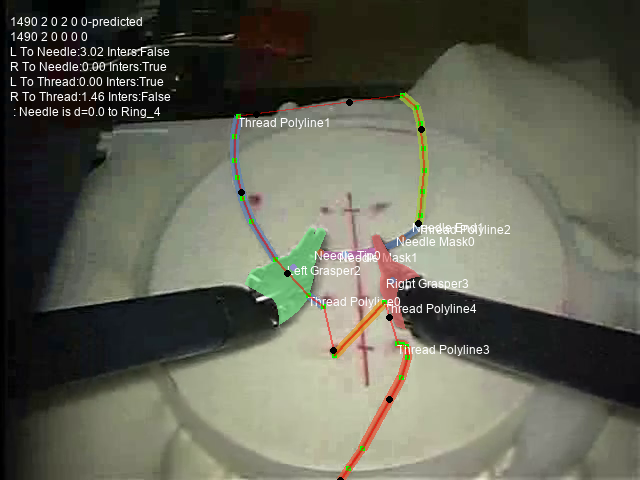 1490 2 0 2 0 0-predicted
1490 2 0 0 0 0
L To Needle:3.02 Inters:False
R To Needle:0.00 Inters:True
L To Thread:0.00 Inters:True
R To Thread:1.46 Inters:False
: Needle is d=0.0 to Ring_4
Thread Polyline1
Needle End1
Thread Polyline2
Needle Mask0
Needle Tip0
Needle Mask1
Left Grasper2
Right Grasper3
Thread Polyline0
Thread Polyline4
Thread Polyline3